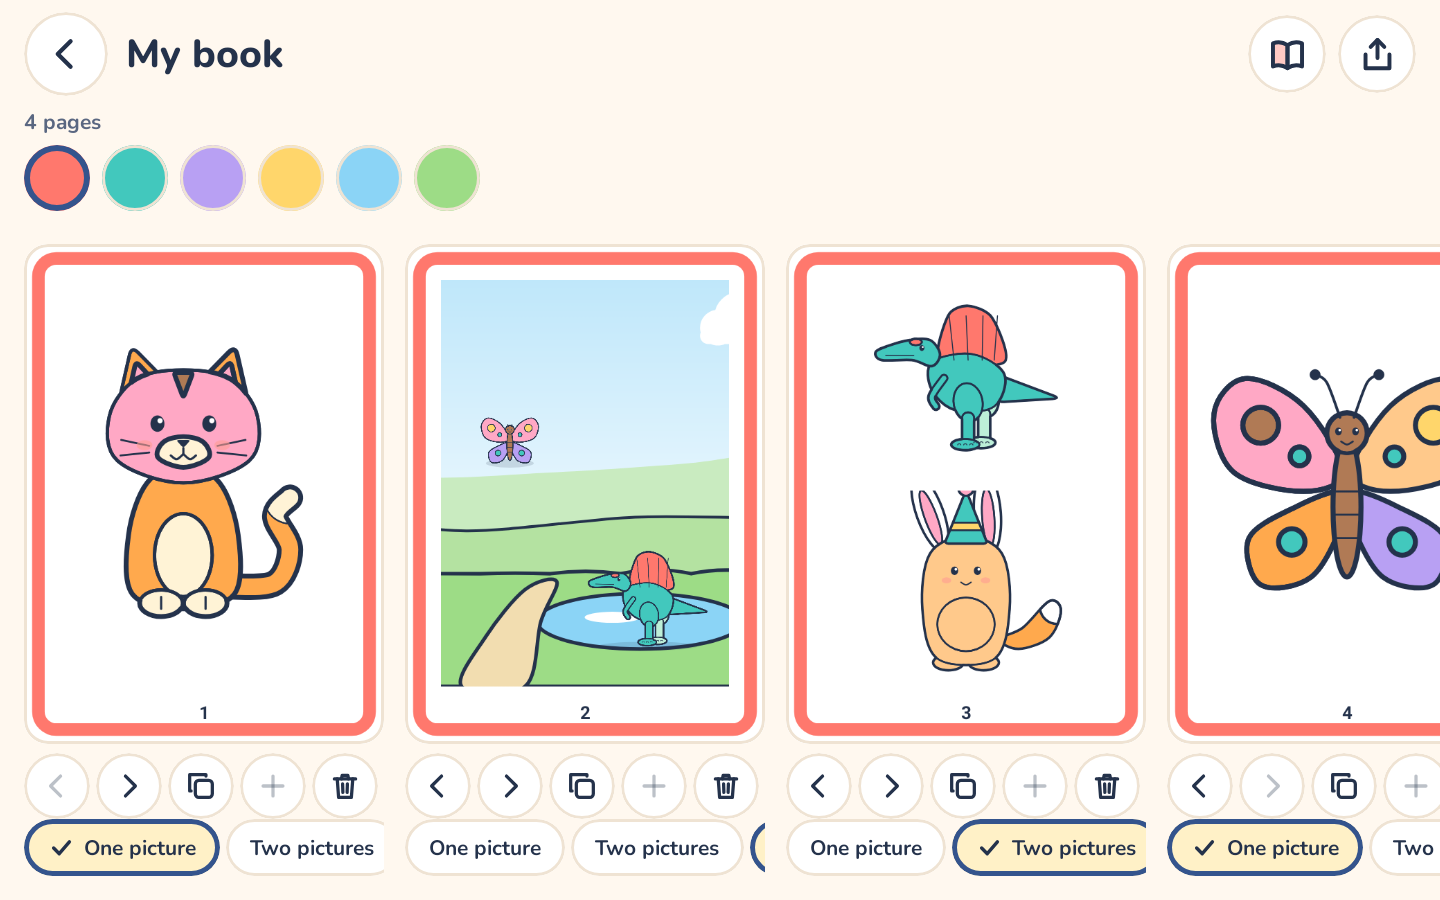 My book
4 pages
1
2
3
4
One picture
Two pictures
One picture
Two pictures
One picture
Two pictures
One picture
Two